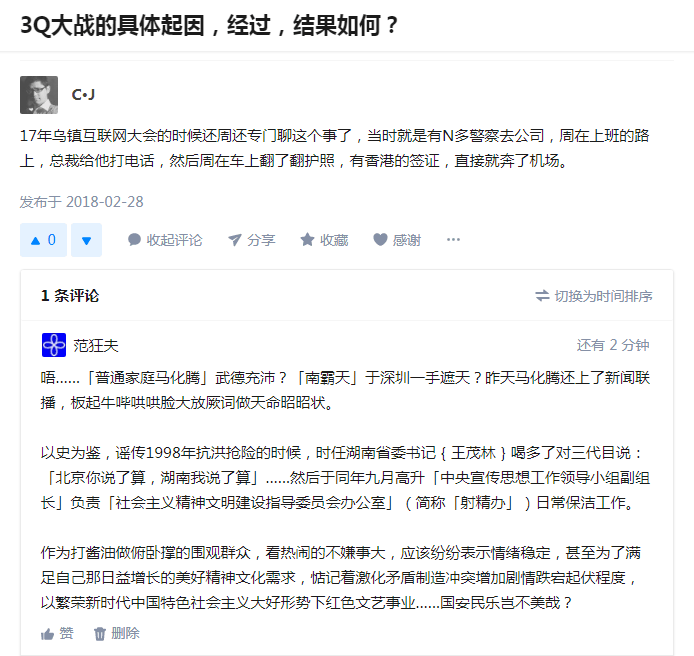 3Q大战的具体起因，经过，结果如何？
C•J
17年乌镇互联网大会的时候还周还专门聊这个事了，当时就是有N多警察去公司，周在上班的路
上，总裁给他打电话，然后周在车上翻了翻护照，有香港的签证，直接就奔了机场。
发布于 2018-02-28
0 收起评论 分享 收藏 感谢 ···
1 条评论 切换为时间排序
范狂夫 还有 2 分钟
唔......「普通家庭马化腾」武德充沛？「南霸天」于深圳一手遮天？昨天马化腾还上了新闻联
播，板起牛哔哄哄脸大放厥词做天命昭昭状。
以史为鉴，谣传1998年抗洪抢险的时候，时任湖南省委书记｛王茂林｝喝多了对三代目说：
「北京你说了算，湖南我说了算」......然后于同年九月高升「中央宣传思想工作领导小组副组
长」负责「社会主义精神文明建设指导委员会办公室」（简称「射精办」）日常保洁工作。
作为打酱油做俯卧撑的围观群众，看热闹的不嫌事大，应该纷纷表示情绪稳定，甚至为了满
足自己那日益增长的美好精神文化需求，惦记着激化矛盾制造冲突增加剧情跌宕起伏程度，
以繁荣新时代中国特色社会主义大好形势下红色文艺事业......国安民乐岂不美哉？
赞 删除